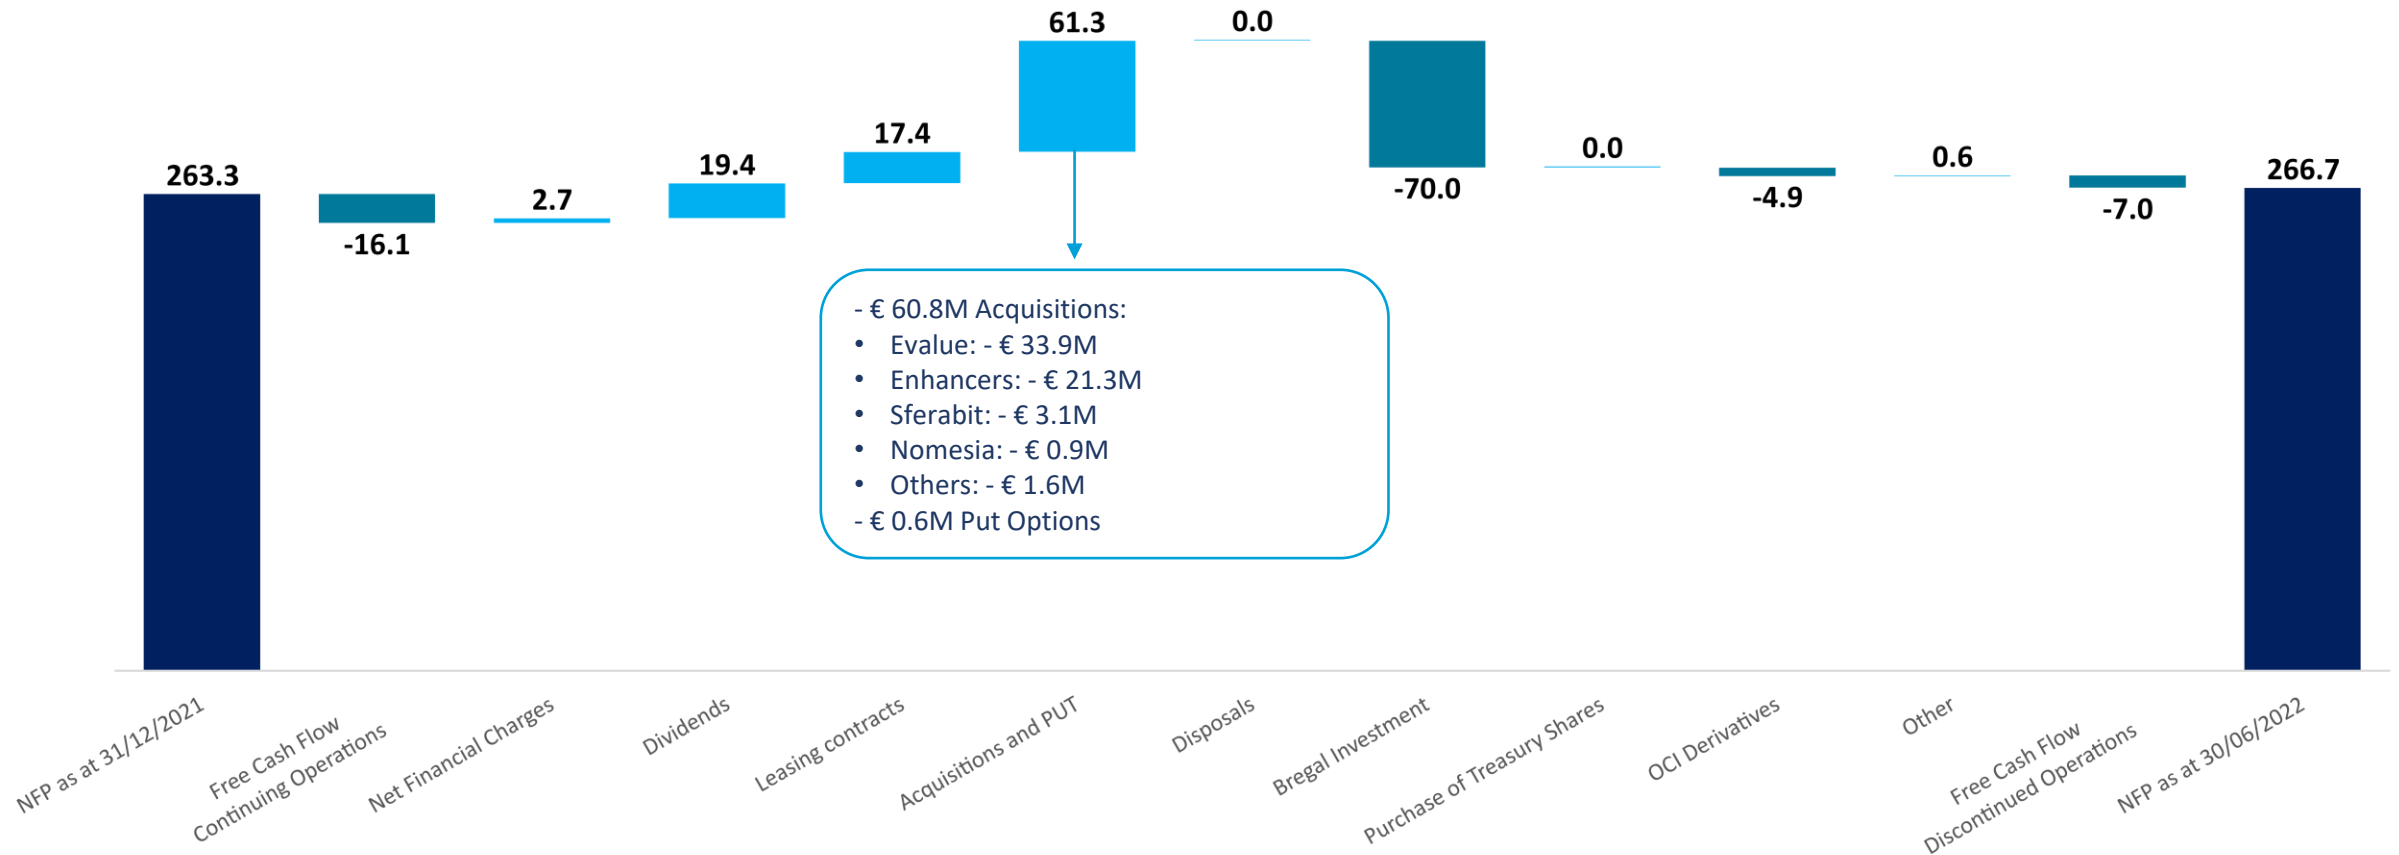 263.3
-16.1
2.7
19.4
17.4
61.3
0.0
-70.0
0.0
-4.9
0.6
-7.0
266.7
- € 60.8M Acquisitions:
• Evalue: - € 33.9M
• Enhancers: - € 21.3M
• Sferabit: - € 3.1M
• Nomesia: - € 0.9M
• Others: - € 1.6M
- € 0.6M Put Options
NFP as at 31/12/2021
Free Cash Flow
Continuing Operations
Net Financial Charges
Dividends
Leasing contracts
Acquisitions and PUT
Disposals
Bregal Investment
Purchase of Treasury Shares
OCI Derivatives
Other
Free Cash Flow
Discontinued Operations
NFP as at 30/06/2022